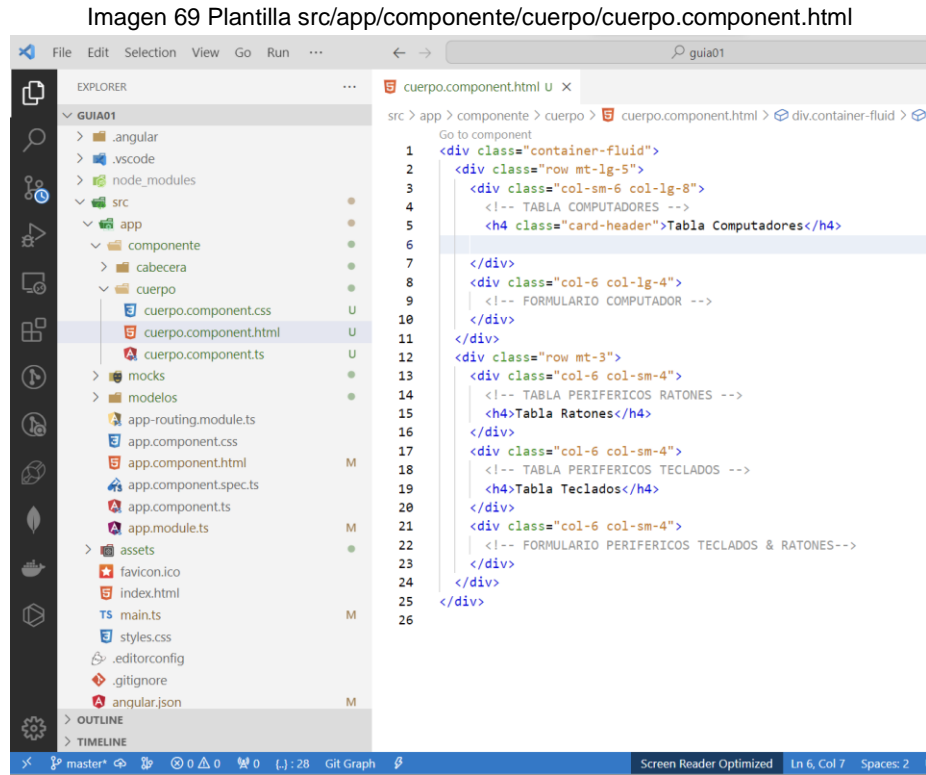 Imagen 69 Plantilla src/app/componente/cuerpo/cuerpo.component.html
File Edit Selection View Go Run ···
guia01
EXPLORER ···
GUIA01
.angular
.vscode
node_modules
src
app
componente
cabecera
cuerpo
cuerpo.component.css U
cuerpo.component.html U
cuerpo.component.ts U
mocks
modelos
app-routing.module.ts
app.component.css
app.component.html M
app.component.spec.ts
app.component.ts
app.module.ts M
assets
favicon.ico
index.html
TS main.ts M
styles.css
.editorconfig
.gitignore
angular.json M
OUTLINE
TIMELINE
cuerpo.component.html U ×
src > app > componente > cuerpo > cuerpo.component.html > div.container-fluid >
Go to component
1 <div class="container-fluid">
2 <div class="row mt-lg-5">
3 <div class="col-sm-6 col-lg-8">
4 <!-- TABLA COMPUTADORES -->
5 <h4 class="card-header">Tabla Computadores</h4>
6
7 </div>
8 <div class="col-6 col-lg-4">
9 <!-- FORMULARIO COMPUTADOR -->
10 </div>
11 </div>
12 <div class="row mt-3">
13 <div class="col-6 col-sm-4">
14 <!-- TABLA PERIFERICOS RATONES -->
15 <h4>Tabla Ratones</h4>
16 </div>
17 <div class="col-6 col-sm-4">
18 <!-- TABLA PERIFERICOS TECLADOS -->
19 <h4>Tabla Teclados</h4>
20 </div>
21 <div class="col-6 col-sm-4">
22 <!-- FORMULARIO PERIFERICOS TECLADOS & RATONES-->
23 </div>
24 </div>
25 </div>
26
master* 0 0 0 {..} : 28 Git Graph Screen Reader Optimized Ln 6, Col 7 Spaces: 2